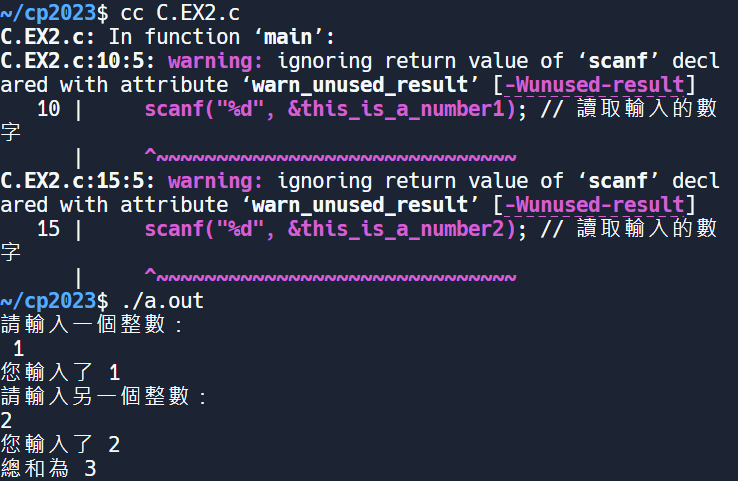 ~/cp2023$ cc C.EX2.c
C.EX2.c: In function ‘main’:
C.EX2.c:10:5: warning: ignoring return value of ‘scanf’ decl
ared with attribute ‘warn_unused_result’ [-Wunused-result]
   10 |     scanf("%d", &this_is_a_number1); // 讀取輸入的數
字
      |     ^~~~~~~~~~~~~~~~~~~~~~~~~~~~~~~
C.EX2.c:15:5: warning: ignoring return value of ‘scanf’ decl
ared with attribute ‘warn_unused_result’ [-Wunused-result]
   15 |     scanf("%d", &this_is_a_number2); // 讀取輸入的數
字
      |     ^~~~~~~~~~~~~~~~~~~~~~~~~~~~~~~
~/cp2023$ ./a.out
請輸入一個整數：
 1
您輸入了 1
請輸入另一個整數：
2
您輸入了 2
總和為 3